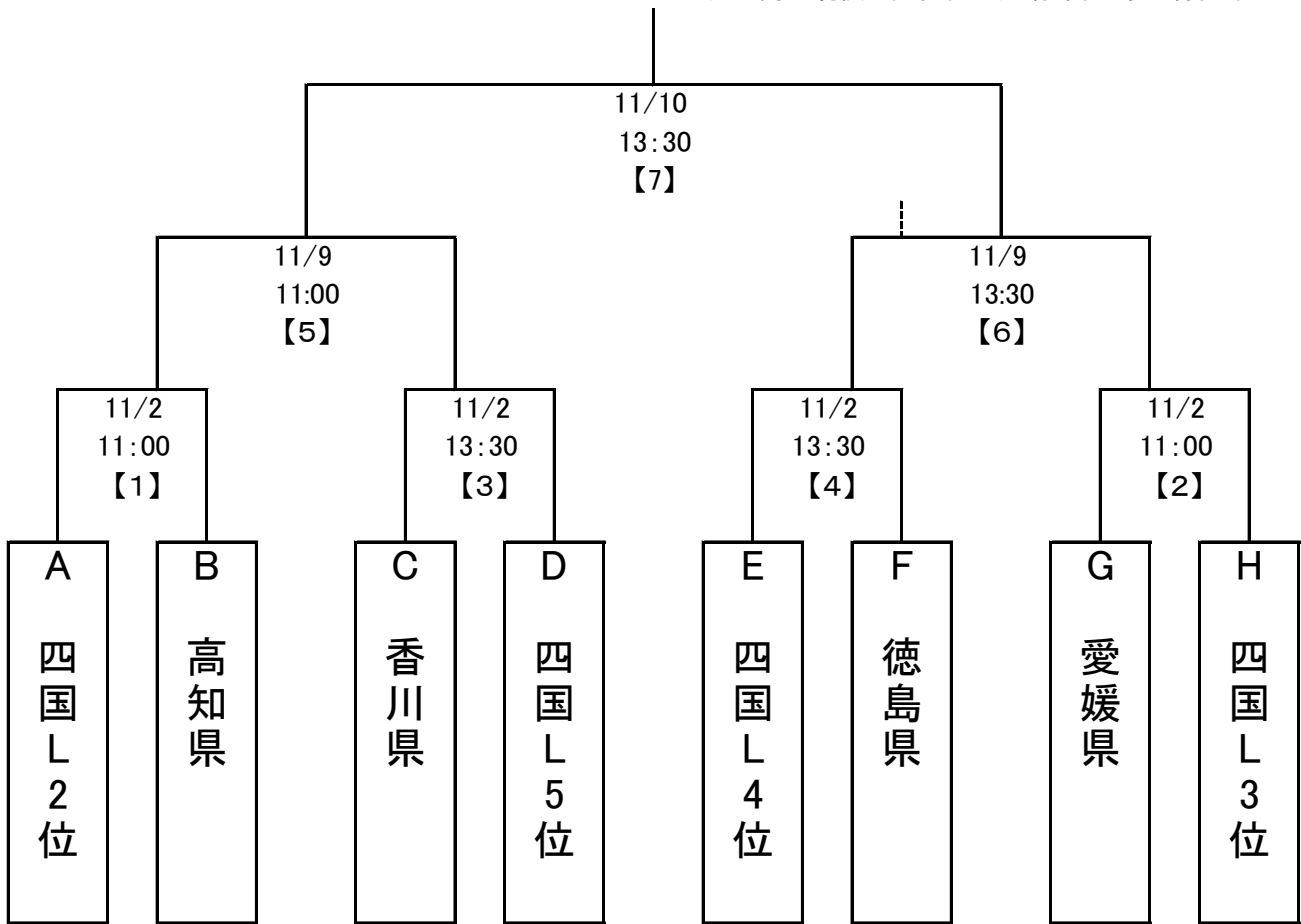 11/10
13:30
【7】
11/9
11:00
【5】
11/9
13:30
【6】
11/2
11:00
【1】
11/2
13:30
【3】
11/2
13:30
【4】
11/2
11:00
【2】
A
四国L2位
B
高知県
C
香川県
D
四国L5位
E
四国L4位
F
徳島県
G
愛媛県
H
四国L3位